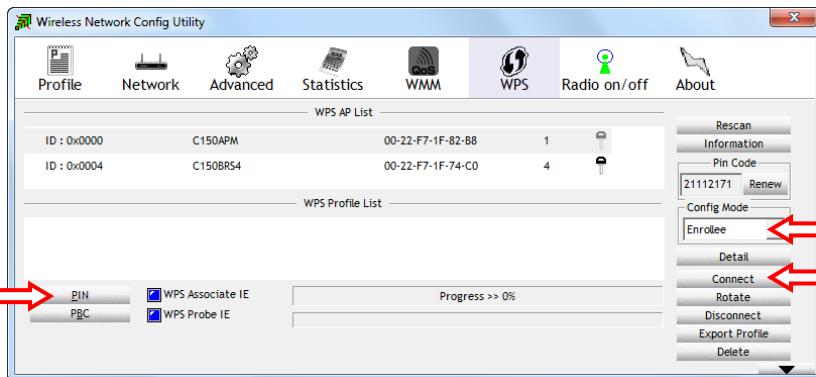 Wireless Network Config Utility
P
QoS
Profile Network Advanced Statistics WMM WPS Radio on/off About
WPS AP List
ID : 0x0000 C150APM 00-22-F7-1F-82-B8 1
ID : 0x0004 C150BRS4 00-22-F7-1F-74-C0 4
WPS Profile List
PIN WPS Associate IE Progress >> 0%
PBC WPS Probe IE
Rescan
Information
Pin Code
21112171 Renew
Config Mode
Enrollee
Detail
Connect
Rotate
Disconnect
Export Profile
Delete